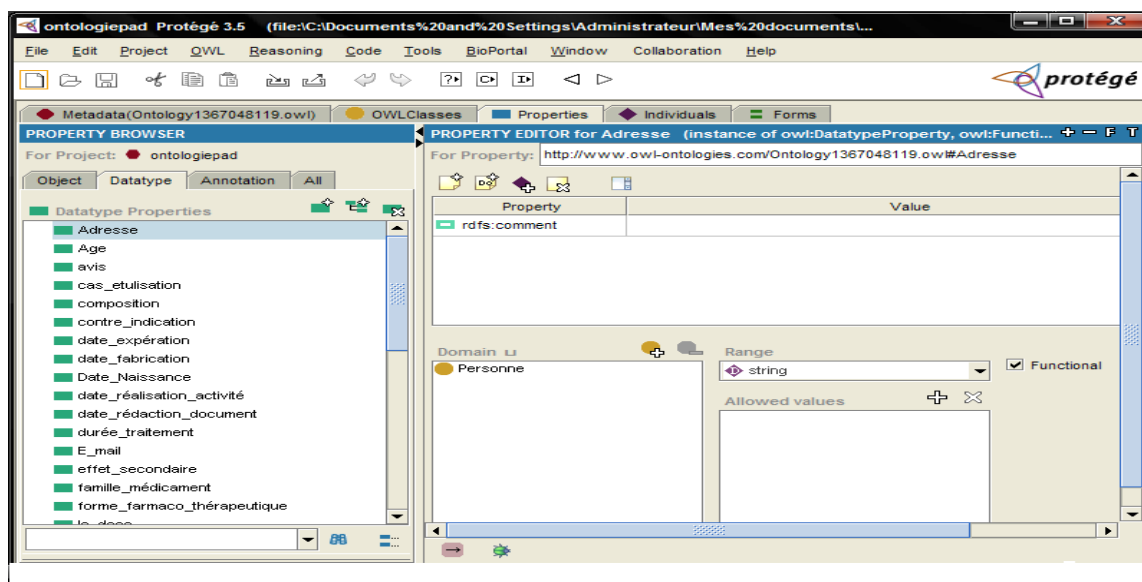 ontologiepad Protégé 3.5 (file:\C:\Documents%20and%20Settings\Administrateur\Mes%20documents\...
File Edit Project OWL Reasoning Code Tools BioPortal Window Collaboration Help
protégé
Metadata(Ontology1367048119.owl) OWLClasses Properties Individuals Forms
PROPERTY BROWSER
For Project: ontologiepad
Object Datatype Annotation All
Datatype Properties
Adresse
Age
avis
cas_etulisation
composition
contre_indication
date_expération
date_fabrication
Date_Naissance
date_réalisation_activité
date_rédaction_document
durée_traitement
E_mail
effet_secondaire
famille_médicament
forme_farmaco_thérapeutique
PROPERTY EDITOR for Adresse (instance of owl:DatatypeProperty, owl:Functi... F T
For Property: http://www.owl-ontologies.com/Ontology1367048119.owl#Adresse
Property Value
rdfs:comment
Domain
Personne
Range
string
Functional
Allowed values